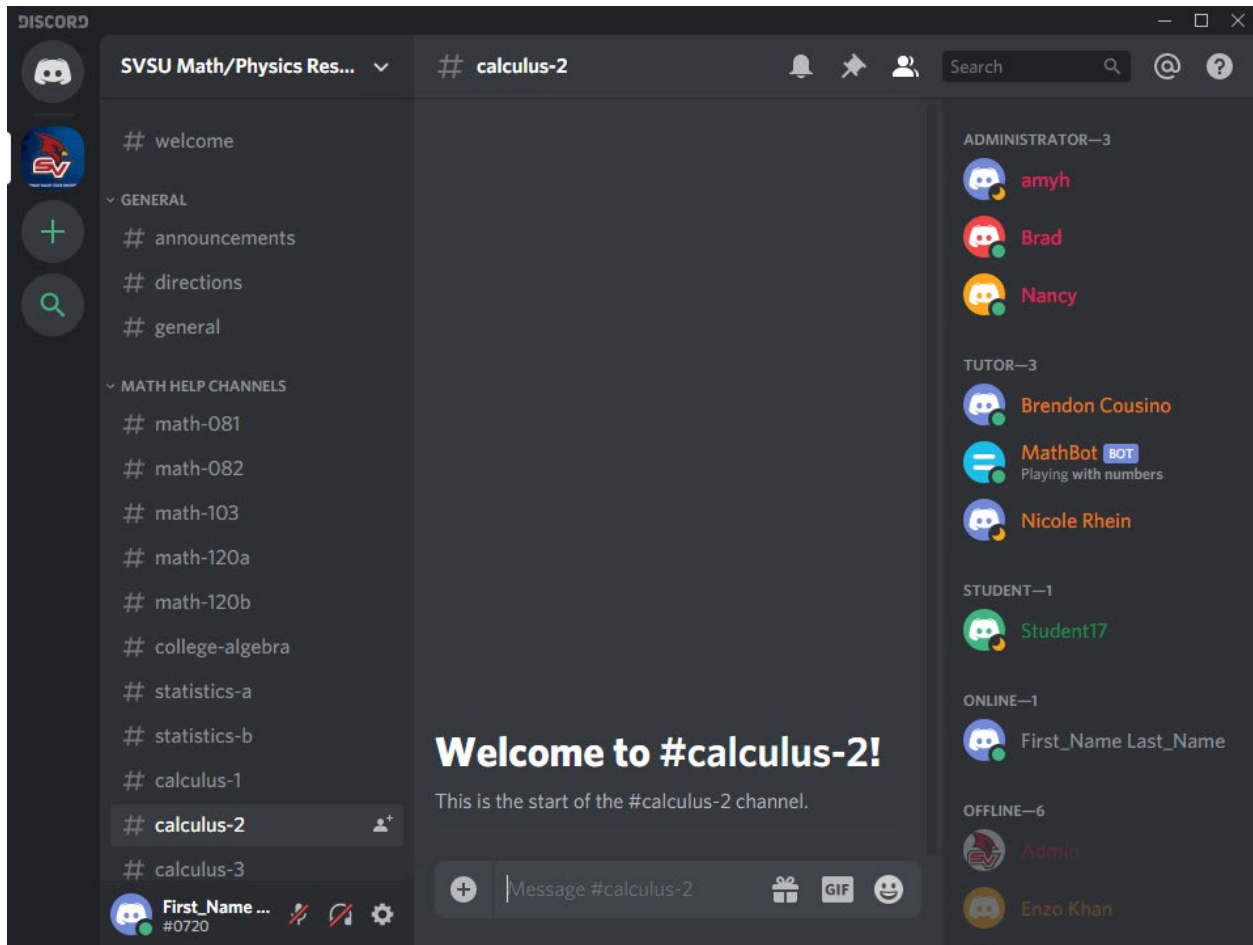 DISCORD
SVSU Math/Physics Res...
# welcome
GENERAL
# announcements
# directions
# general
MATH HELP CHANNELS
# math-081
# math-082
# math-103
# math-120a
# math-120b
# college-algebra
# statistics-a
# statistics-b
# calculus-1
# calculus-2
# calculus-3
First_Name ...
#0720
# calculus-2
Search
Welcome to #calculus-2!
This is the start of the #calculus-2 channel.
Message #calculus-2
GIF
ADMINISTRATOR—3
amyh
Brad
Nancy
TUTOR—3
Brendon Cousino
MathBot BOT
Playing with numbers
Nicole Rhein
STUDENT—1
Student17
ONLINE—1
First_Name Last_Name
OFFLINE—6
Admin
Enzo Khan
SV
SV